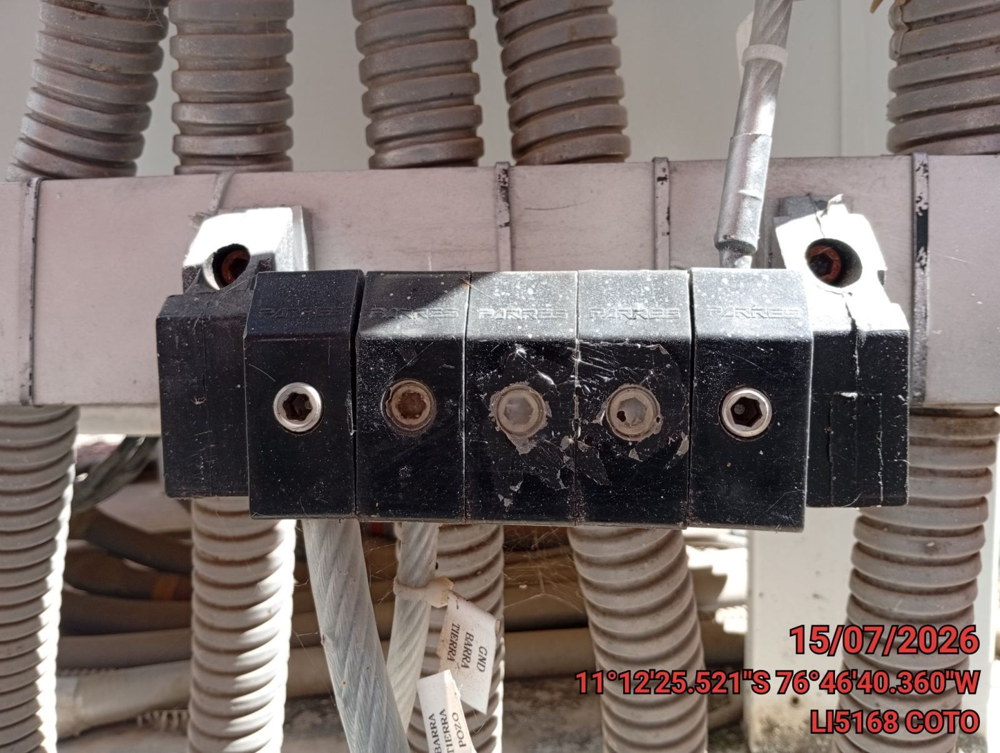 PARRES PARRES PARRES PARRES PARRES
GND
BARRA
TIERRA
BARRA
TIERRA
POZO
15/07/2026
11°12'25.521"S 76°46'40.360"W
LI5168 COTO